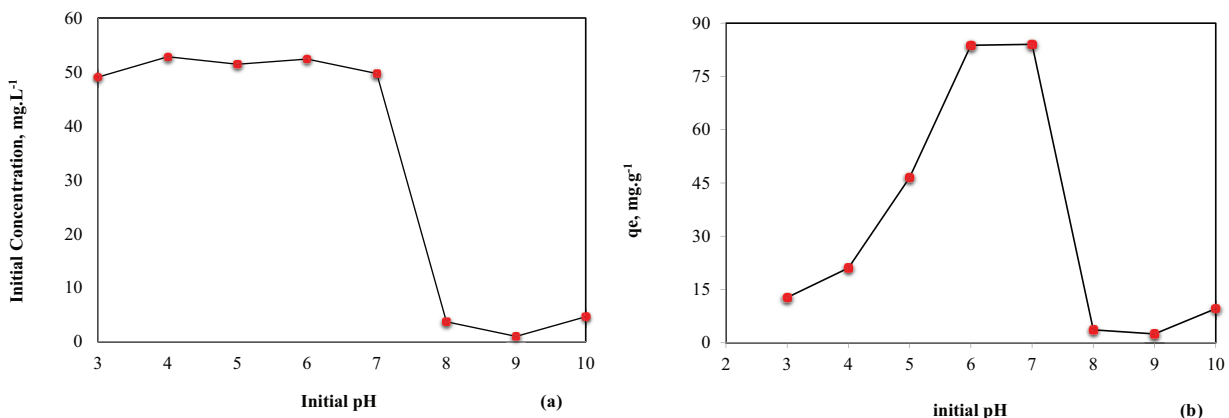 60
50
40
30
20
10
0
3 4 5 6 7 8 9 10
Initial Concentration, mg.L-1
Initial pH
(a)
90
75
60
45
30
15
0
2 3 4 5 6 7 8 9 10
qe, mg.g-1
initial pH
(b)